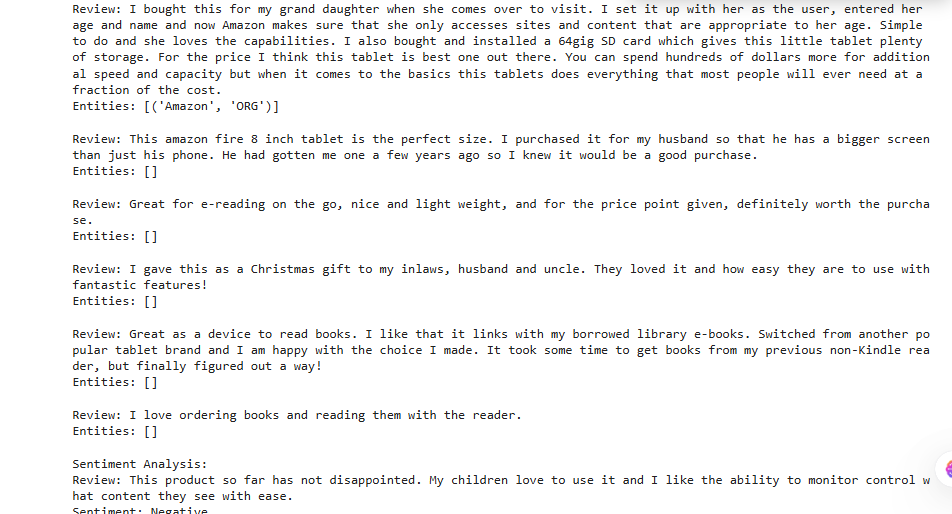 Review: I bought this for my grand daughter when she comes over to visit. I set it up with her as the user, entered her
age and name and now Amazon makes sure that she only accesses sites and content that are appropriate to her age. Simple
to do and she loves the capabilities. I also bought and installed a 64gig SD card which gives this little tablet plenty
of storage. For the price I think this tablet is best one out there. You can spend hundreds of dollars more for addition
al speed and capacity but when it comes to the basics this tablets does everything that most people will ever need at a
fraction of the cost.
Entities: [('Amazon', 'ORG')]
Review: This amazon fire 8 inch tablet is the perfect size. I purchased it for my husband so that he has a bigger screen
than just his phone. He had gotten me one a few years ago so I knew it would be a good purchase.
Entities: []
Review: Great for e-reading on the go, nice and light weight, and for the price point given, definitely worth the purcha
se.
Entities: []
Review: I gave this as a Christmas gift to my inlaws, husband and uncle. They loved it and how easy they are to use with
fantastic features!
Entities: []
Review: Great as a device to read books. I like that it links with my borrowed library e-books. Switched from another po
pular tablet brand and I am happy with the choice I made. It took some time to get books from my previous non-Kindle rea
der, but finally figured out a way!
Entities: []
Review: I love ordering books and reading them with the reader.
Entities: []
Sentiment Analysis:
Review: This product so far has not disappointed. My children love to use it and I like the ability to monitor control w
hat content they see with ease.
Sentiment: Negative